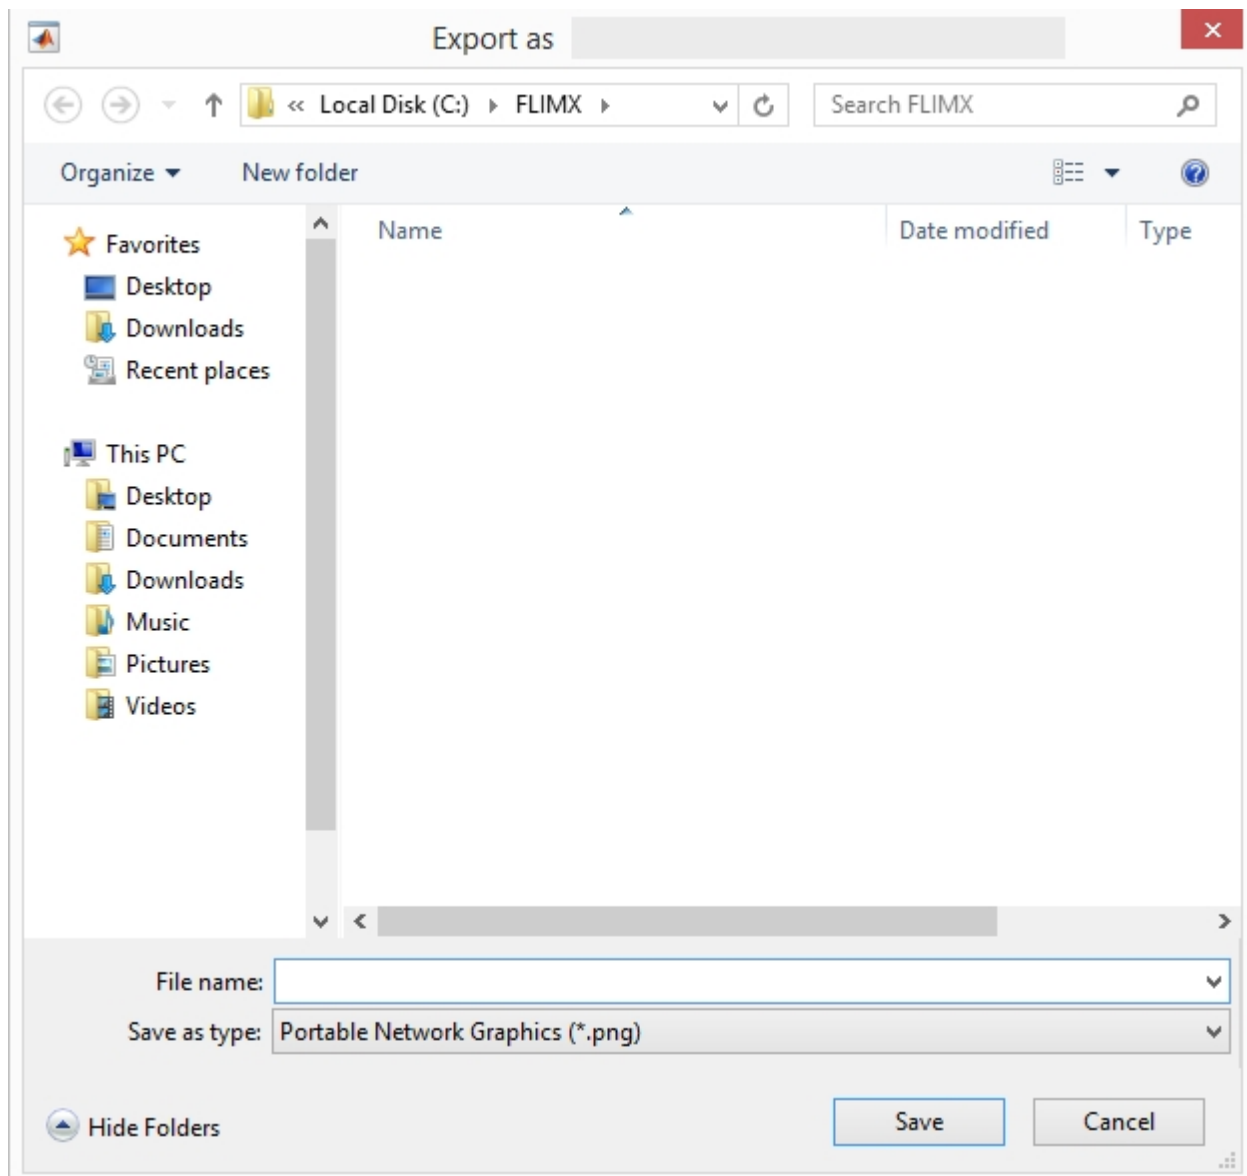 Export as
« Local Disk (C:) FLIMX
Search FLIMX
Organize New folder
Name Date modified Type
Favorites
Desktop
Downloads
Recent places
This PC
Desktop
Documents
Downloads
Music
Pictures
Videos
File name:
Save as type: Portable Network Graphics (*.png)
Hide Folders Save Cancel